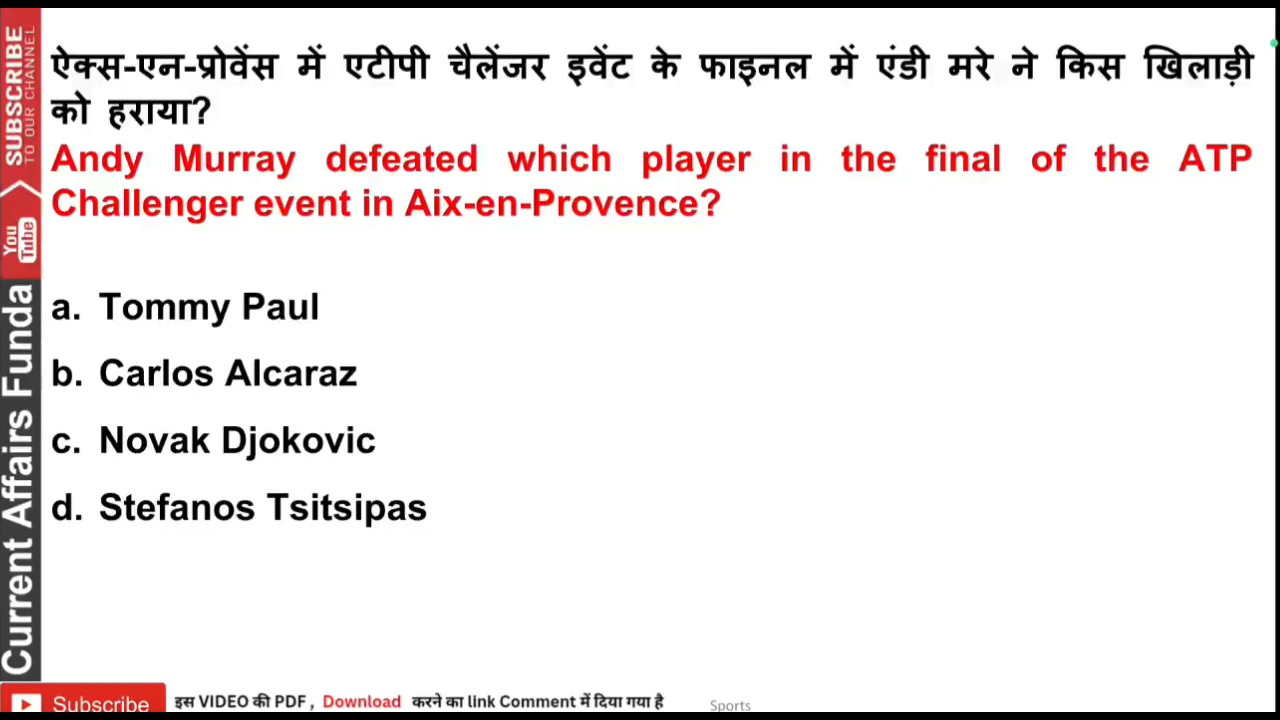 ऐक्स-एन-प्रोवेंस में एटीपी चैलेंजर इवेंट के फाइनल में एंडी मरे ने किस खिलाड़ी
को हराया?
Andy Murray defeated which player in the final of the ATP
Challenger event in Aix-en-Provence?
a. Tommy Paul
b. Carlos Alcaraz
c. Novak Djokovic
d. Stefanos Tsitsipas
SUBSCRIBE
TO OUR CHANNEL
You
Tube
Current Affairs Funda
Subscribe
इस VIDEO की PDF , Download करने का link Comment में दिया गया है
Sports